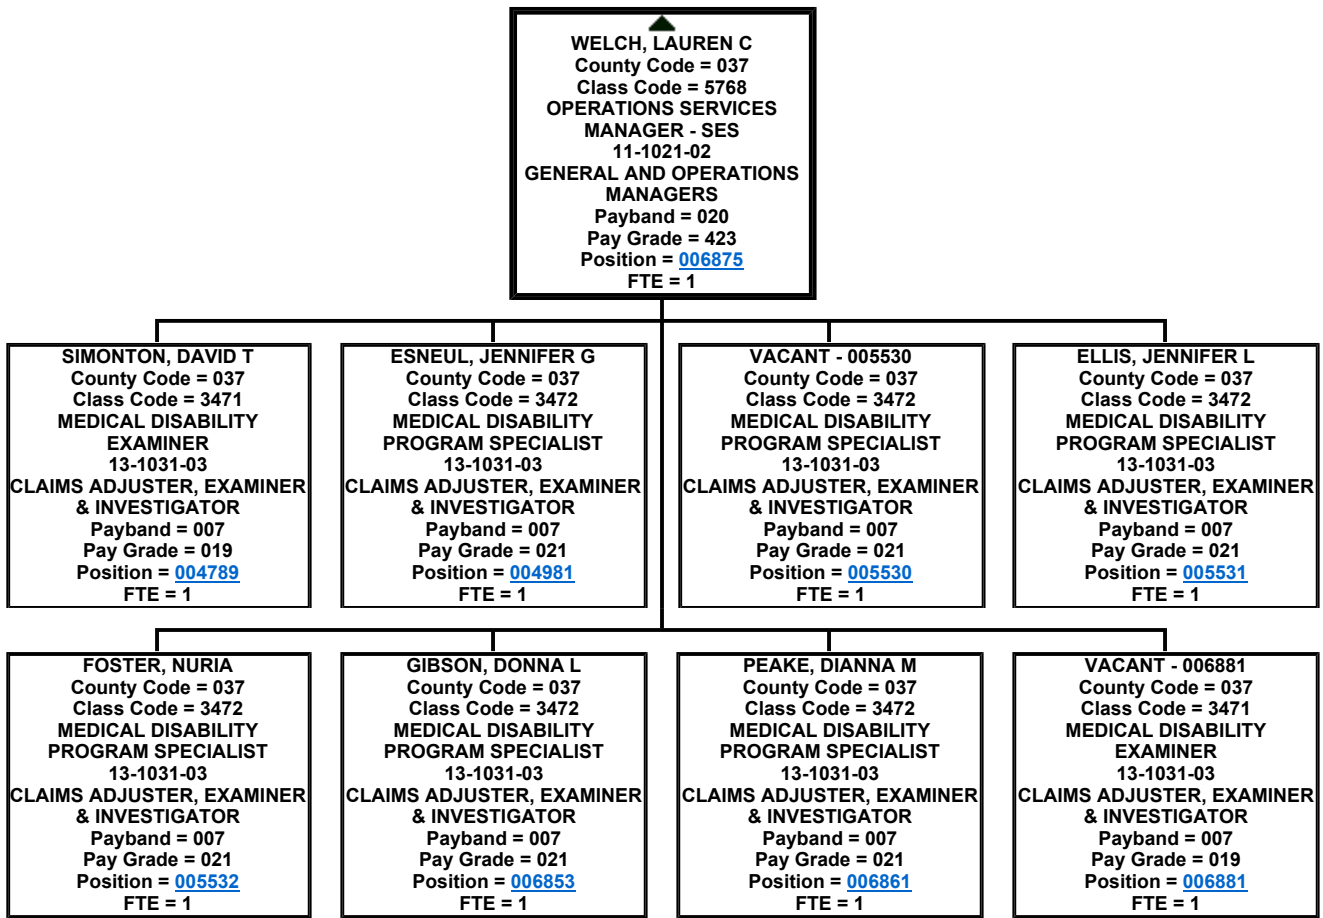 WELCH, LAUREN C
County Code = 037
Class Code = 5768
OPERATIONS SERVICES
MANAGER - SES
11-1021-02
GENERAL AND OPERATIONS
MANAGERS
Payband = 020
Pay Grade = 423
Position = 006875
FTE = 1
SIMONTON, DAVID T
County Code = 037
Class Code = 3471
MEDICAL DISABILITY
EXAMINER
13-1031-03
CLAIMS ADJUSTER, EXAMINER
& INVESTIGATOR
Payband = 007
Pay Grade = 019
Position = 004789
FTE = 1
ESNEUL, JENNIFER G
County Code = 037
Class Code = 3472
MEDICAL DISABILITY
PROGRAM SPECIALIST
13-1031-03
CLAIMS ADJUSTER, EXAMINER
& INVESTIGATOR
Payband = 007
Pay Grade = 021
Position = 004981
FTE = 1
VACANT - 005530
County Code = 037
Class Code = 3472
MEDICAL DISABILITY
PROGRAM SPECIALIST
13-1031-03
CLAIMS ADJUSTER, EXAMINER
& INVESTIGATOR
Payband = 007
Pay Grade = 021
Position = 005530
FTE = 1
ELLIS, JENNIFER L
County Code = 037
Class Code = 3472
MEDICAL DISABILITY
PROGRAM SPECIALIST
13-1031-03
CLAIMS ADJUSTER, EXAMINER
& INVESTIGATOR
Payband = 007
Pay Grade = 021
Position = 005531
FTE = 1
FOSTER, NURIA
County Code = 037
Class Code = 3472
MEDICAL DISABILITY
PROGRAM SPECIALIST
13-1031-03
CLAIMS ADJUSTER, EXAMINER
& INVESTIGATOR
Payband = 007
Pay Grade = 021
Position = 005532
FTE = 1
GIBSON, DONNA L
County Code = 037
Class Code = 3472
MEDICAL DISABILITY
PROGRAM SPECIALIST
13-1031-03
CLAIMS ADJUSTER, EXAMINER
& INVESTIGATOR
Payband = 007
Pay Grade = 021
Position = 006853
FTE = 1
PEAKE, DIANNA M
County Code = 037
Class Code = 3472
MEDICAL DISABILITY
PROGRAM SPECIALIST
13-1031-03
CLAIMS ADJUSTER, EXAMINER
& INVESTIGATOR
Payband = 007
Pay Grade = 021
Position = 006861
FTE = 1
VACANT - 006881
County Code = 037
Class Code = 3471
MEDICAL DISABILITY
EXAMINER
13-1031-03
CLAIMS ADJUSTER, EXAMINER
& INVESTIGATOR
Payband = 007
Pay Grade = 019
Position = 006881
FTE = 1